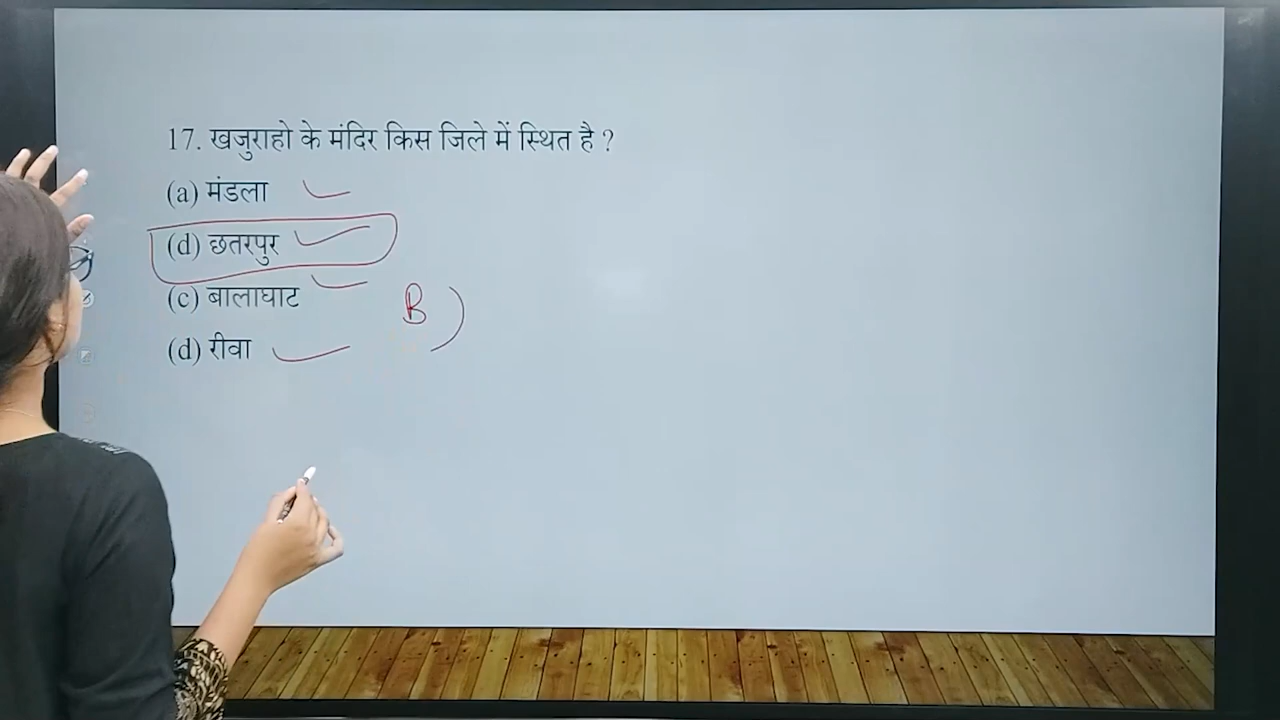 17. खजुराहो के मंदिर किस जिले में स्थित है ?
(a) मंडला
(d) छतरपुर
(c) बालाघाट
B)
(d) रीवा